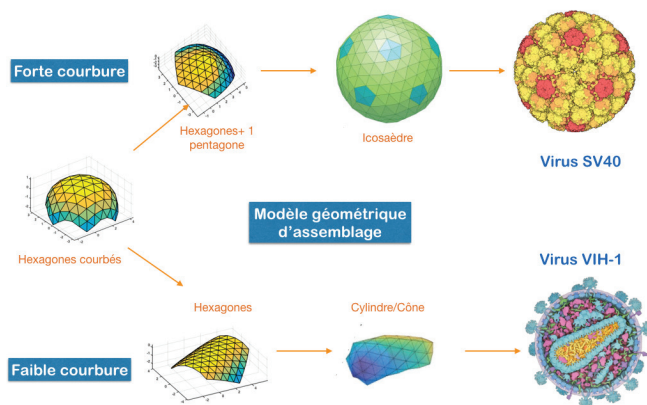 Forte courbure
Hexagones+ 1
pentagone
Icosaèdre
Virus SV40
Hexagones courbés
Modèle géométrique
d'assemblage
Virus VIH-1
Hexagones
Cylindre/Cône
Faible courbure